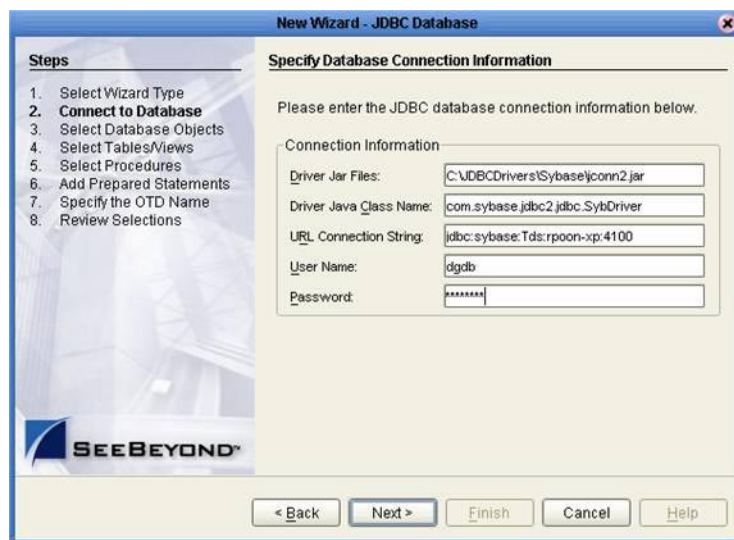 New Wizard - JDBC Database
Steps
1. Select Wizard Type
2. Connect to Database
3. Select Database Objects
4. Select Tables/Views
5. Select Procedures
6. Add Prepared Statements
7. Specify the OTD Name
8. Review Selections
Specify Database Connection Information
Please enter the JDBC database connection information below.
Connection Information
Driver Jar Files: C:\JDBCDrivers\Sybase\jconn2.jar
Driver Java Class Name: com.sybase.jdbc2.jdbc.SybDriver
URL Connection String: jdbc:sybase:Tds:rpoon-xp:4100
User Name: dgdb
Password: ********
SEEBEYOND™
< Back Next > Finish Cancel Help